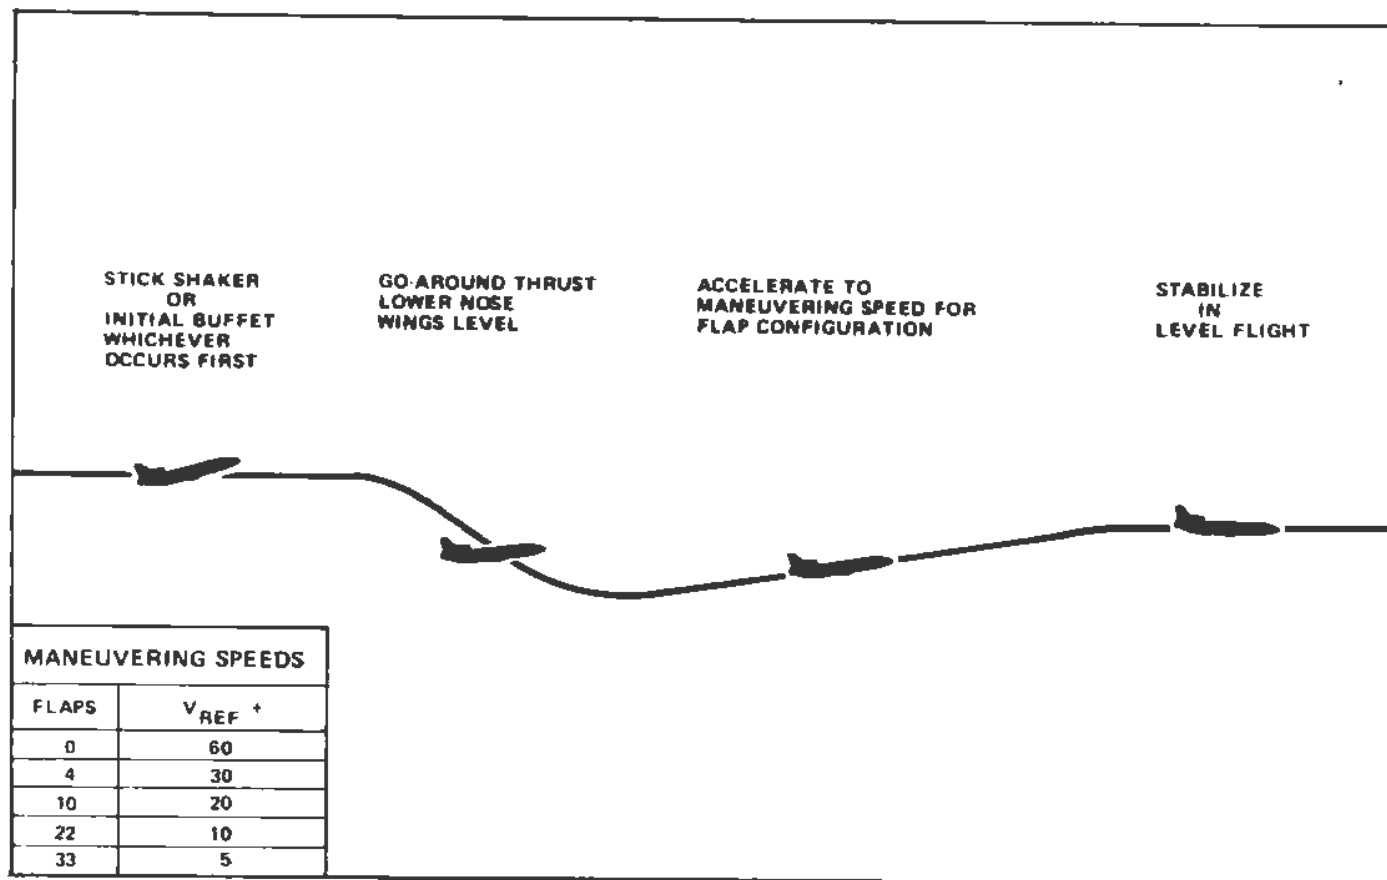 STICK SHAKER
OR
INITIAL BUFFET
WHICHEVER
OCCURS FIRST
GO-AROUND THRUST
LOWER NOSE
WINGS LEVEL
ACCELERATE TO
MANEUVERING SPEED FOR
FLAP CONFIGURATION
STABILIZE
IN
LEVEL FLIGHT
MANEUVERING SPEEDS
FLAPS VREF +
0 60
4 30
10 20
22 10
33 5